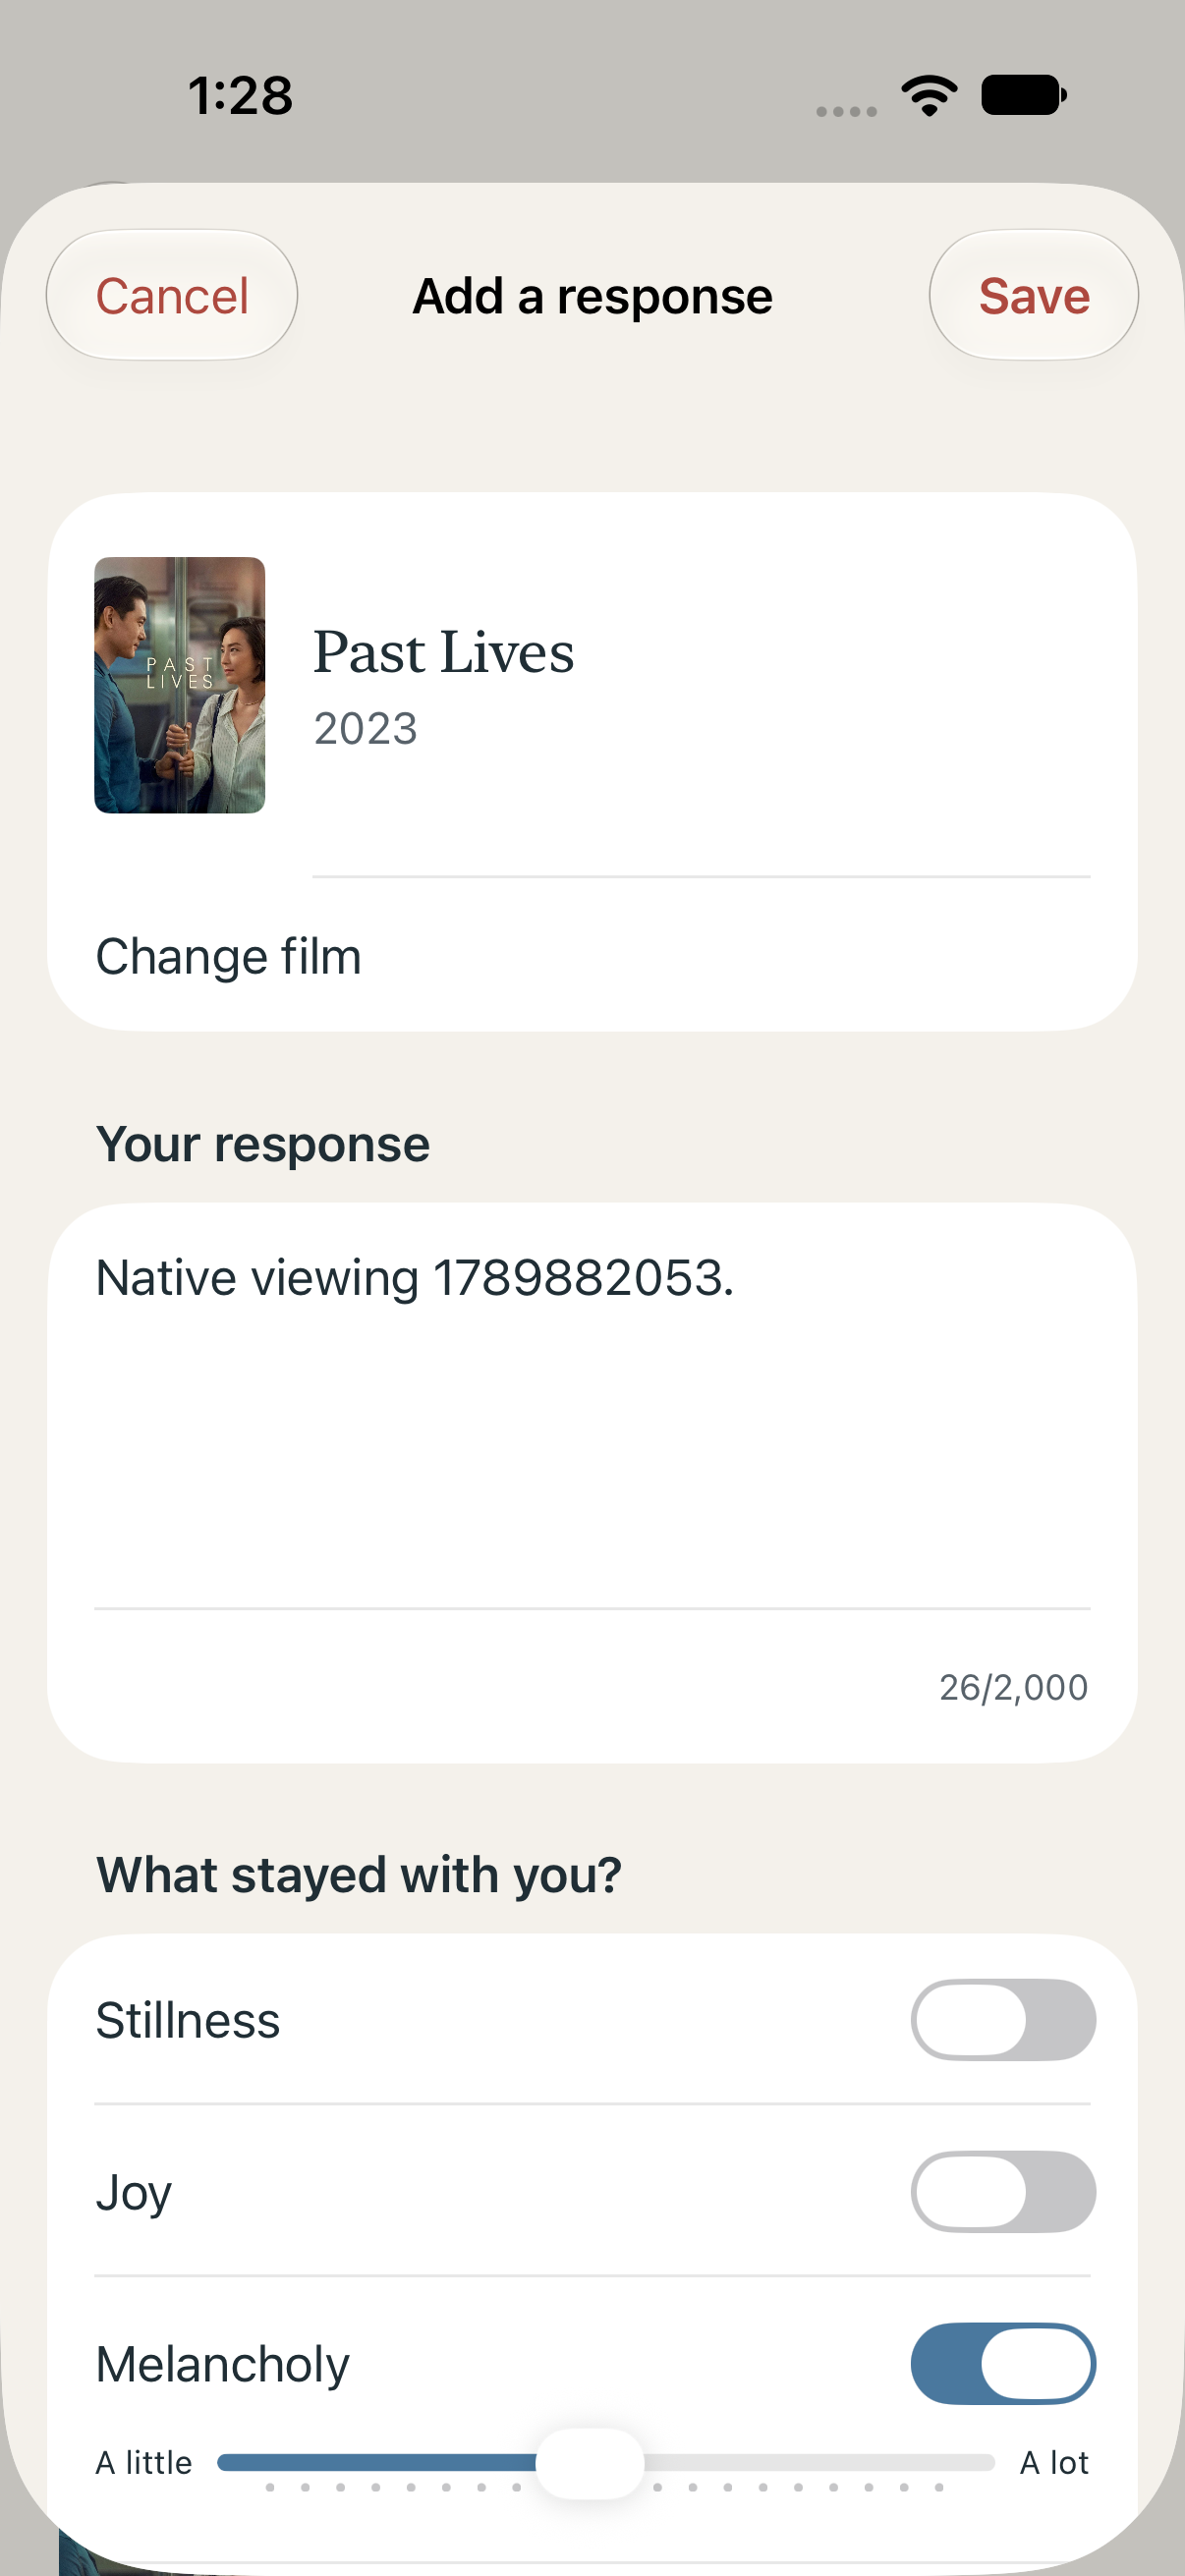 1:28
Cancel
Add a response
Save
PAST
LIVES
Past Lives
2023
Change film
Your response
Native viewing 1789882053.
26/2,000
What stayed with you?
Stillness
Joy
Melancholy
A little
A lot